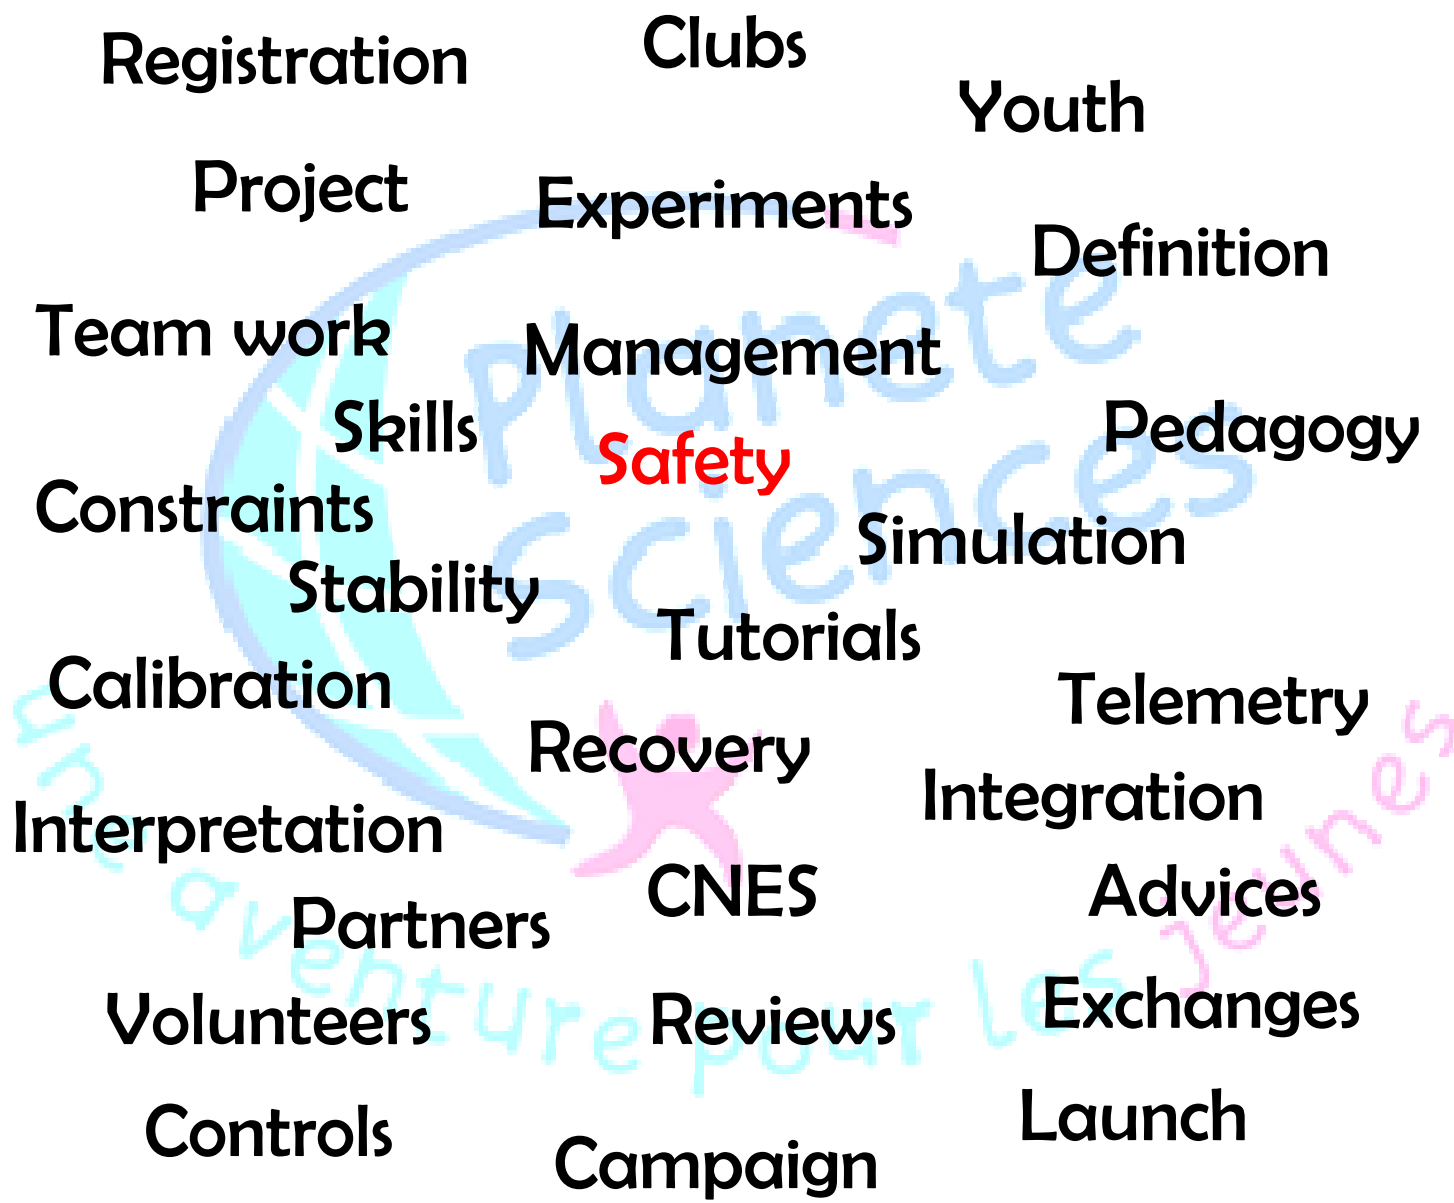 Registration
Clubs
Youth
Project
Experiments
Definition
Team work
Management
Skills
Safety
Pedagogy
Constraints
Simulation
Stability
Tutorials
Calibration
Telemetry
Recovery
Integration
Interpretation
CNES
Advices
Partners
Exchanges
Volunteers
Reviews
Launch
Controls
Campaign
Planete
Sciences
une aventure pour les jeunes